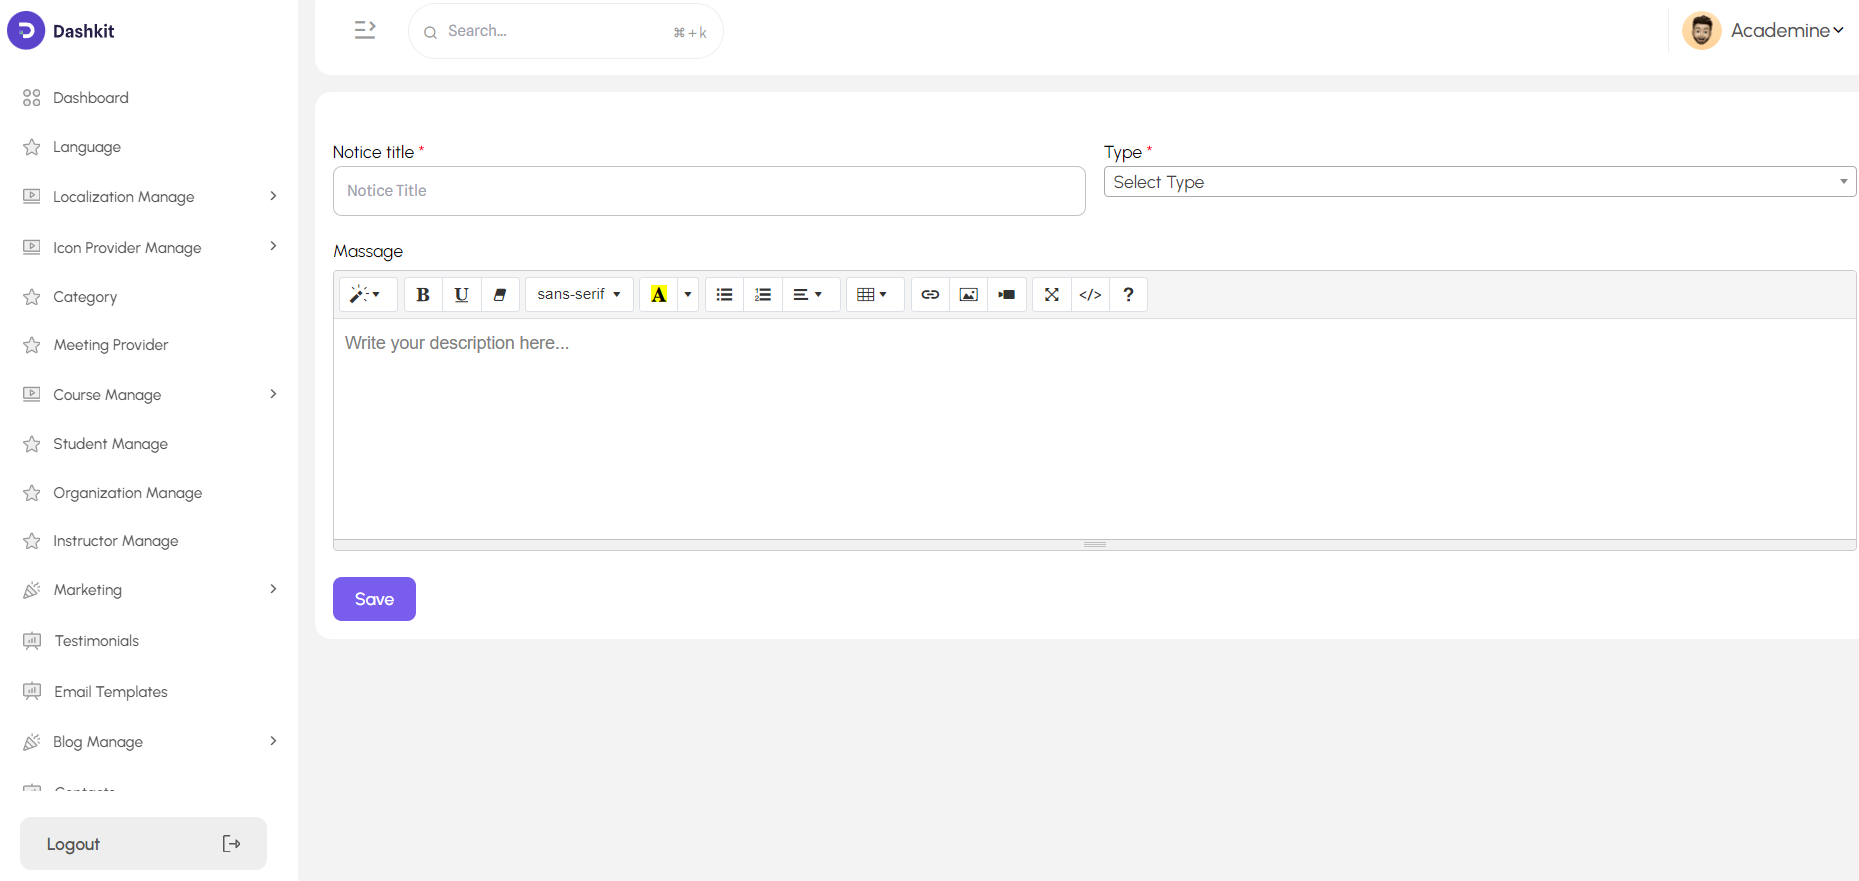 Dashkit
Search...
⌘ + k
Academine
Dashboard
Language
Localization Manage
Icon Provider Manage
Category
Meeting Provider
Course Manage
Student Manage
Organization Manage
Instructor Manage
Marketing
Testimonials
Email Templates
Blog Manage
Contacts
Logout
Notice title *
Notice Title
Type *
Select Type
Massage
B U sans-serif A </> ?
Write your description here...
Save